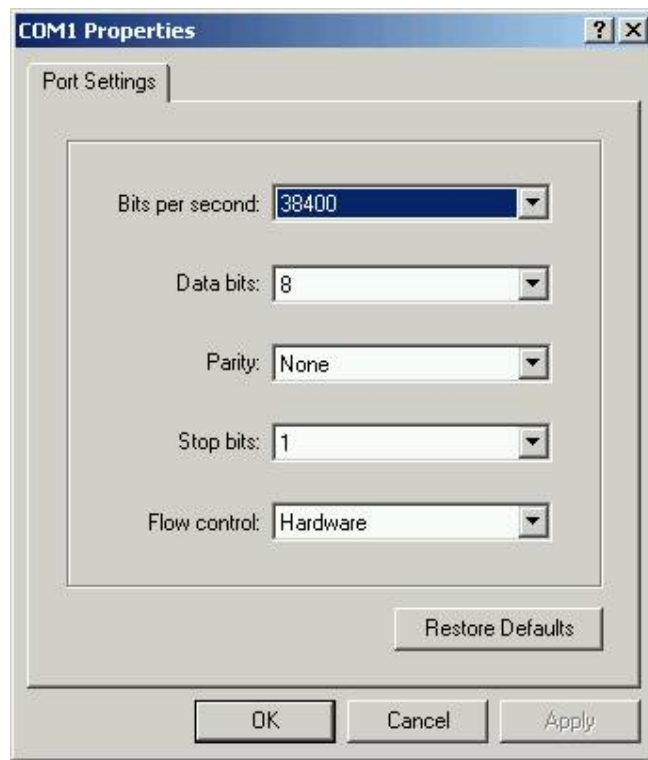 COM1 Properties
Port Settings
Bits per second: 38400
Data bits: 8
Parity: None
Stop bits: 1
Flow control: Hardware
Restore Defaults
OK Cancel Apply